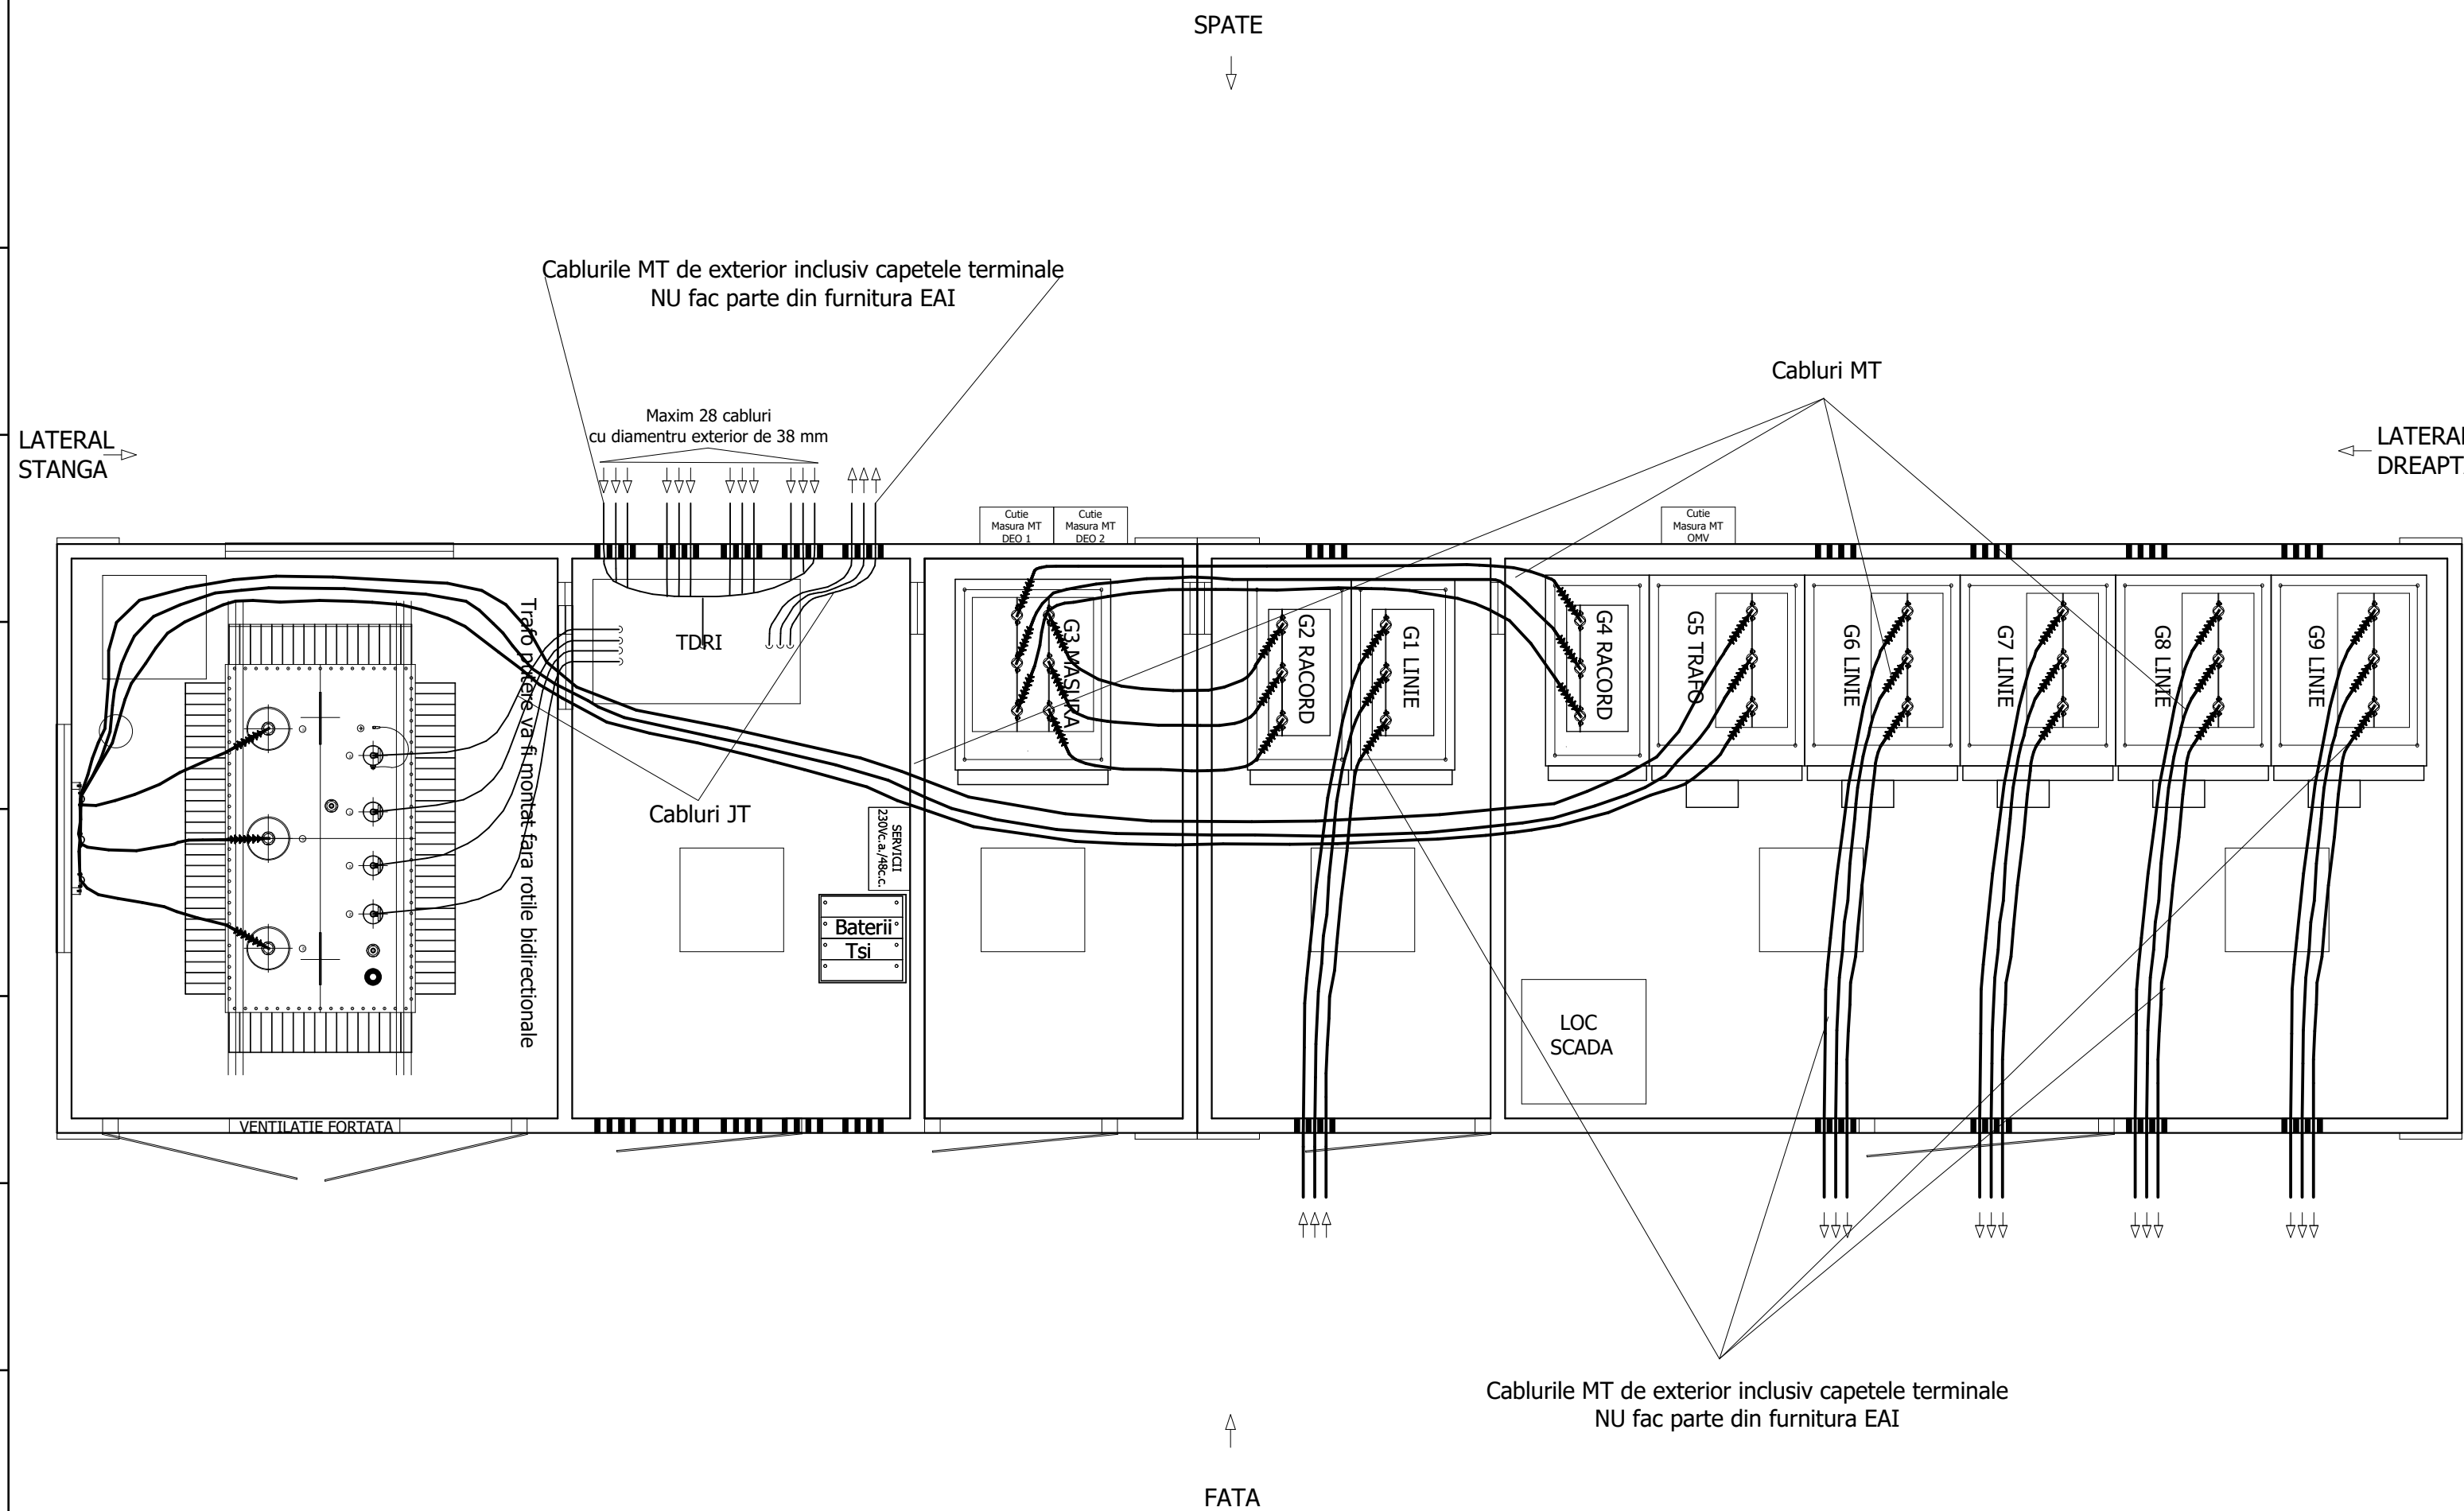 SPATE
Cablurile MT de exterior inclusiv capetele terminale
NU fac parte din furnitura EAI
Cabluri MT
Maxim 28 cabluri
cu diamentru exterior de 38 mm
LATERAL
STANGA
LATERAL
DREAPT
Cutie
Masura MT
DEO 1
Cutie
Masura MT
DEO 2
Cutie
Masura MT
OMV
Trafo putere va fi montat fara rotile bidirectionale
TDRI
G3 MASURA
G2 RACORD
G1 LINIE
G4 RACORD
G5 TRAFO
G6 LINIE
G7 LINIE
G8 LINIE
G9 LINIE
Cabluri JT
SERVICII
230Vc.a./48c.c.
Baterii
Tsi
LOC
SCADA
VENTILATIE FORTATA
Cablurile MT de exterior inclusiv capetele terminale
NU fac parte din furnitura EAI
FATA